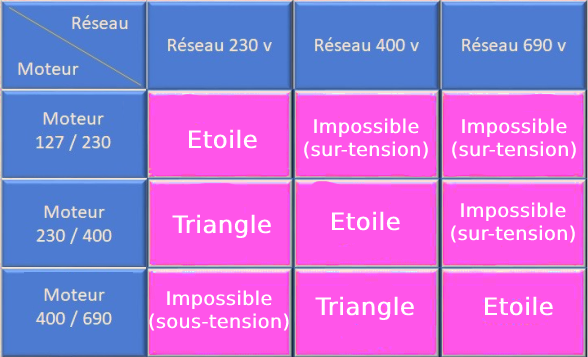 Réseau
Moteur
Réseau 230 v
Réseau 400 v
Réseau 690 v
Moteur
127 / 230
Etoile
Impossible
(sur-tension)
Impossible
(sur-tension)
Moteur
230 / 400
Triangle
Etoile
Impossible
(sur-tension)
Moteur
400 / 690
Impossible
(sous-tension)
Triangle
Etoile